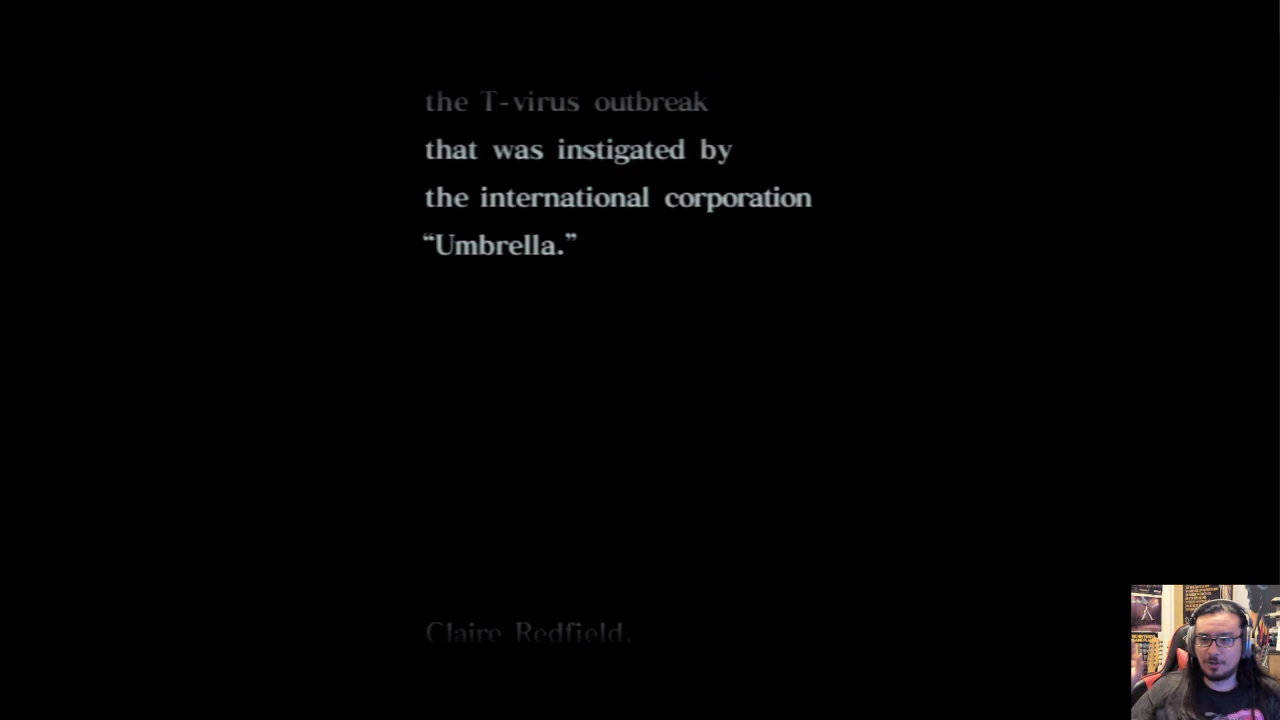 the T-virus outbreak
that was instigated by
the international corporation
“Umbrella.”
Claire Redfield.